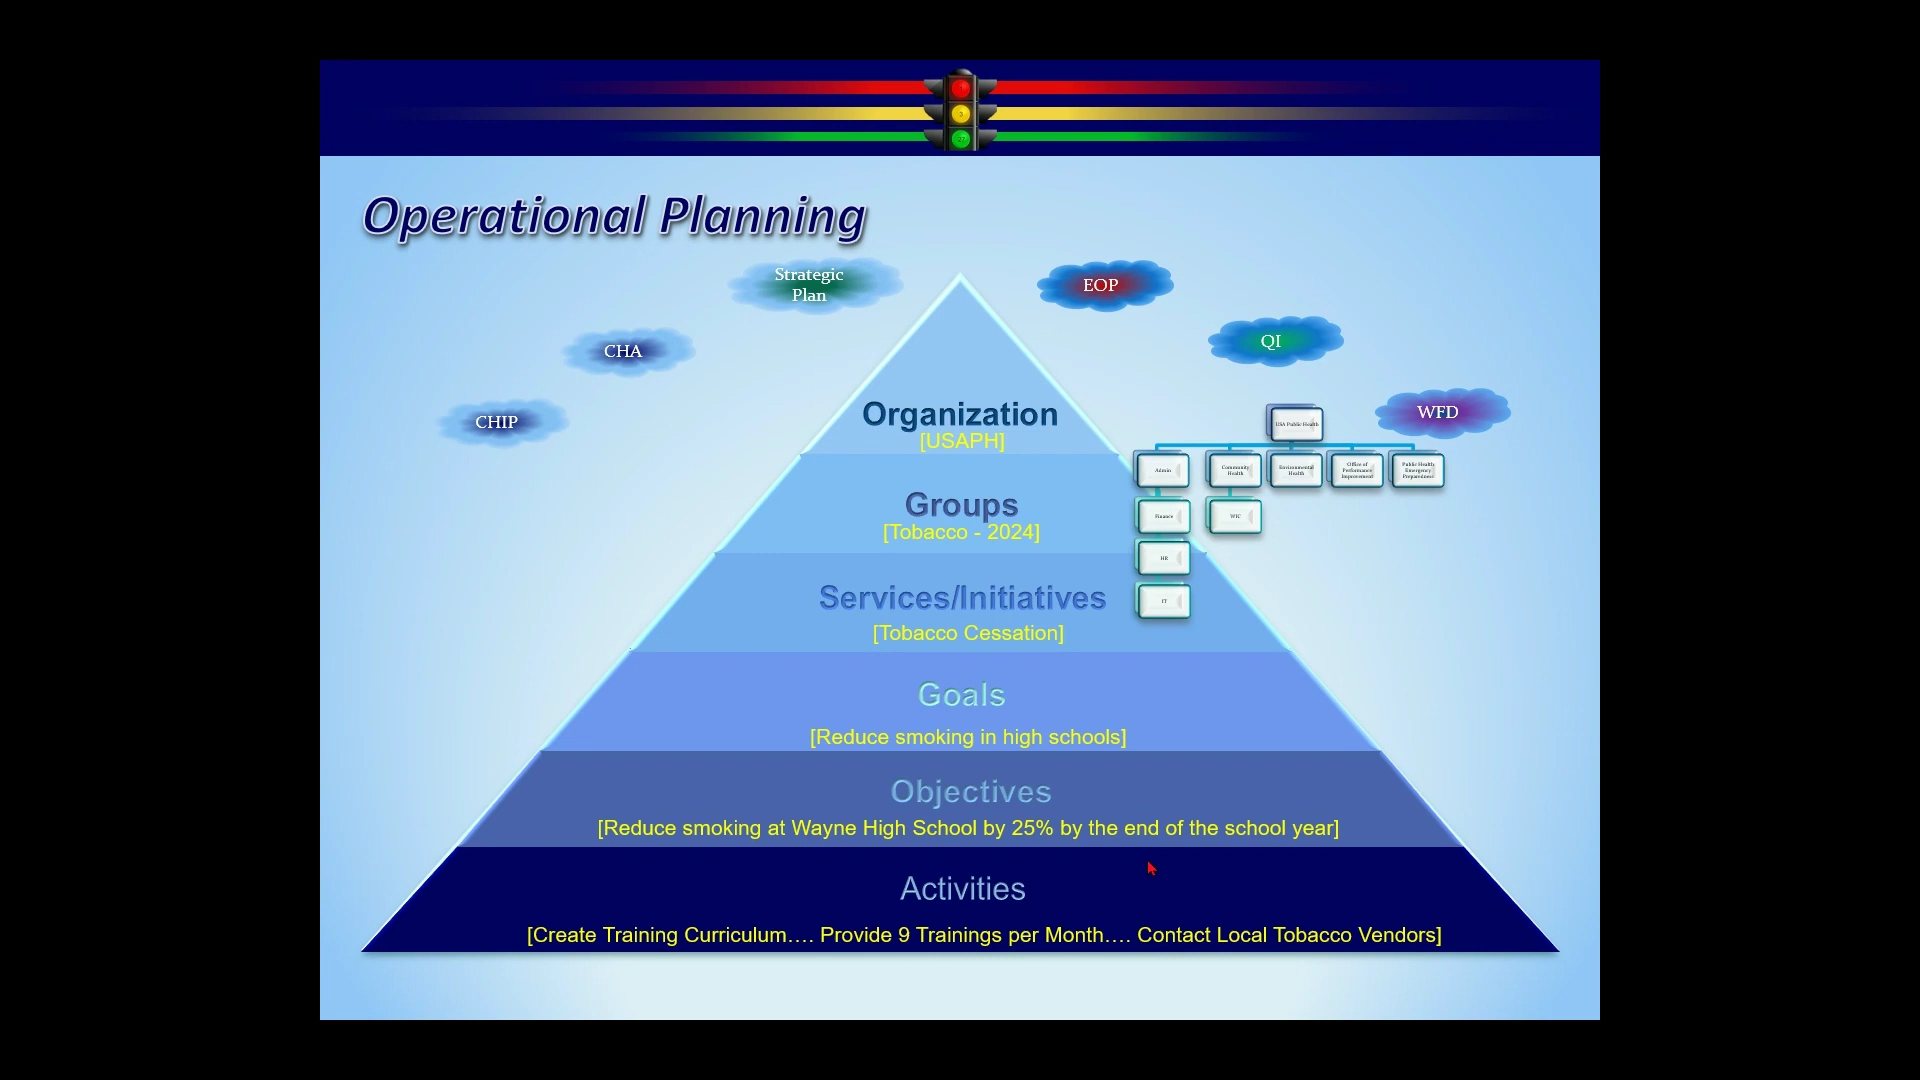 Operational Planning
Strategic
Plan
EOP
CHA
QI
CHIP
WFD
Organization
[USAPH]
Groups
[Tobacco - 2024]
Services/Initiatives
[Tobacco Cessation]
Goals
[Reduce smoking in high schools]
Objectives
[Reduce smoking at Wayne High School by 25% by the end of the school year]
Activities
[Create Training Curriculum…. Provide 9 Trainings per Month…. Contact Local Tobacco Vendors]
USA Public Health
Admin
Community
Health
Environmental
Health
Office of
Performance
Improvement
Public Health
Emergency
Preparedness
Finance
WIC
HR
IT